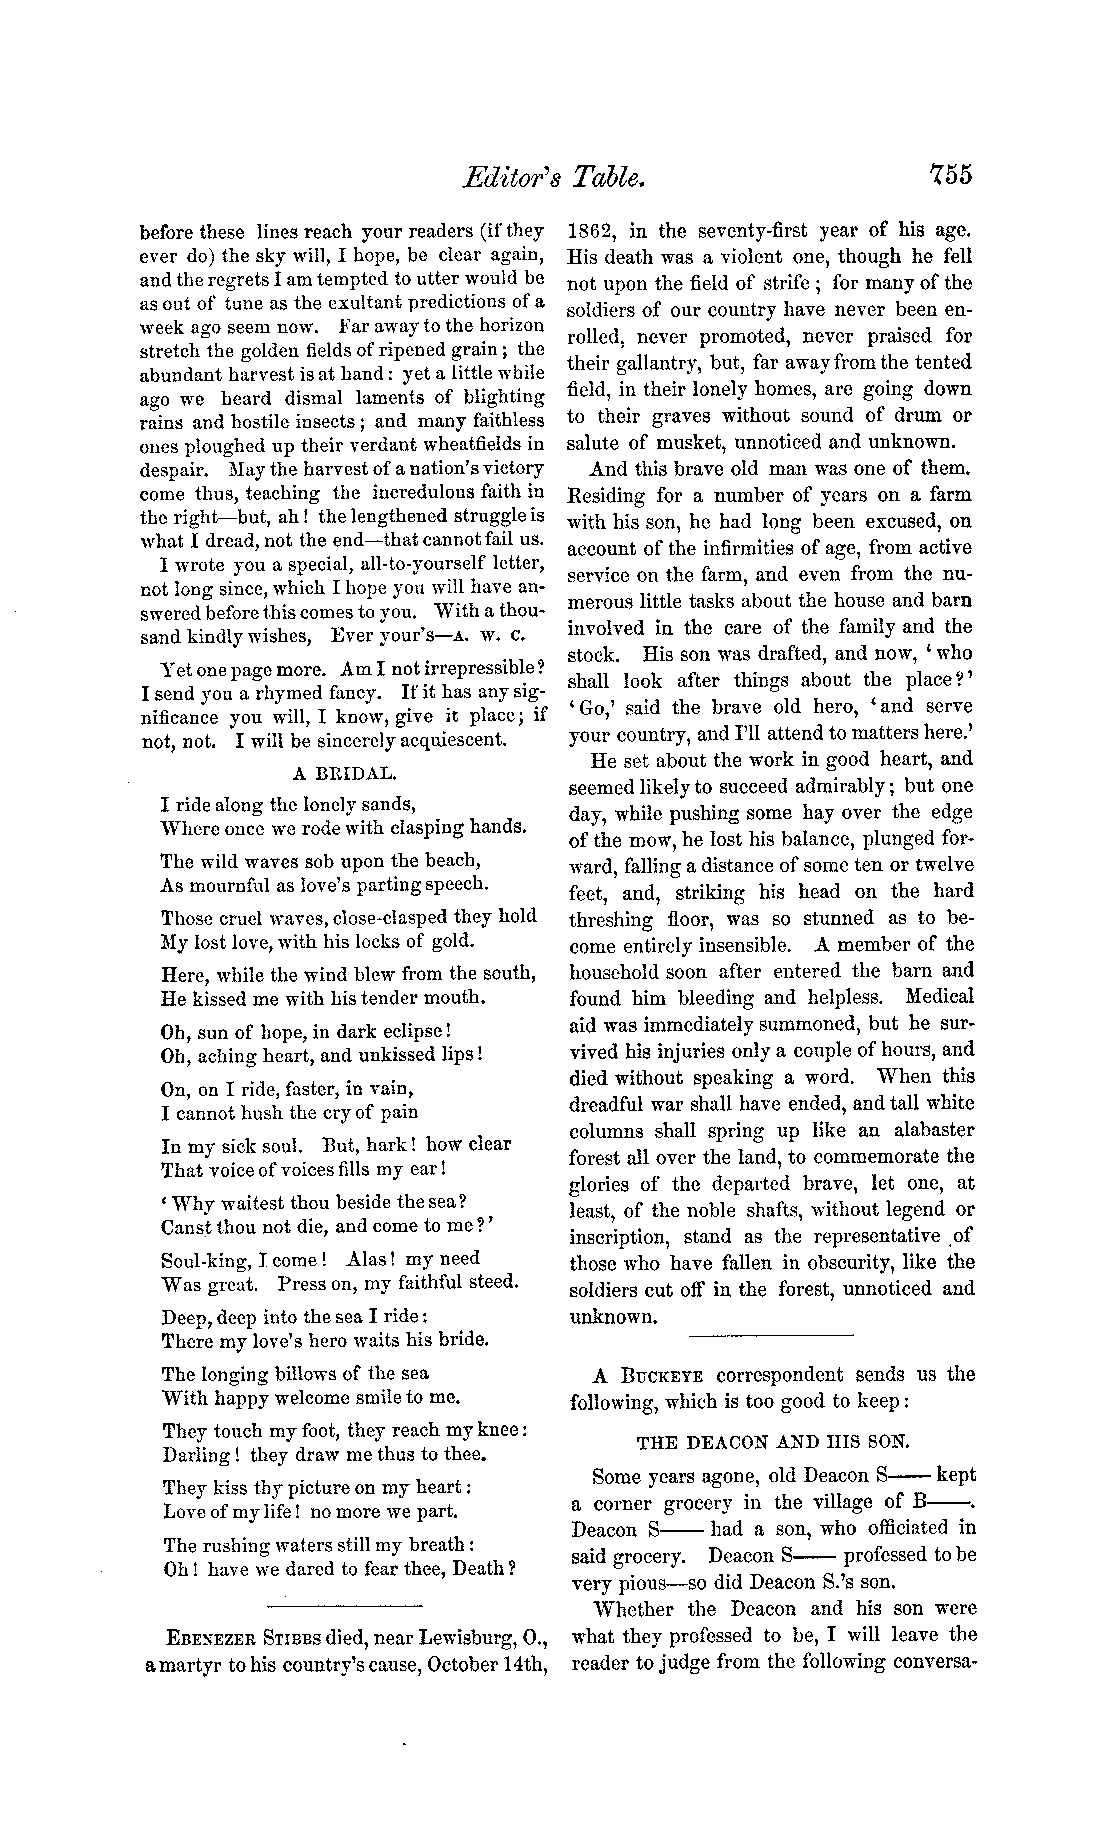 Editor's Table. 755
before these lines reach your readers (if they
ever do) the sky will, I hope, be clear again,
and the regrets I am tempted to utter would be
as out of tune as the exultant predictions of a
week ago seem now. Far away to the horizon
stretch the golden fields of ripened grain; the
abundant harvest is at hand: yet a little while
ago we heard dismal laments of blighting
rains and hostile insects; and many faithless
ones ploughed up their verdant wheatfields in
despair. May the harvest of a nation's victory
come thus, teaching the incredulous faith in
the right—but, ah! the lengthened struggle is
what I dread, not the end—that cannot fail us.
I wrote you a special, all-to-yourself letter,
not long since, which I hope you will have an-
swered before this comes to you. With a thou-
sand kindly wishes, Ever your's—A. W. C.
Yet one page more. Am I not irrepressible?
I send you a rhymed fancy. If it has any sig-
nificance you will, I know, give it place; if
not, not. I will be sincerely acquiescent.
A BRIDAL.
I ride along the lonely sands,
Where once we rode with clasping hands.
The wild waves sob upon the beach,
As mournful as love's parting speech.
Those cruel waves, close-clasped they hold
My lost love, with his locks of gold.
Here, while the wind blew from the south,
He kissed me with his tender mouth.
Oh, sun of hope, in dark eclipse!
Oh, aching heart, and unkissed lips!
On, on I ride, faster, in vain,
I cannot hush the cry of pain
In my sick soul. But, hark! how clear
That voice of voices fills my ear!
'Why waitest thou beside the sea?
Canst thou not die, and come to me?'
Soul-king, I come! Alas! my need
Was great. Press on, my faithful steed.
Deep, deep into the sea I ride:
There my love's hero waits his bride.
The longing billows of the sea
With happy welcome smile to me.
They touch my foot, they reach my knee:
Darling! they draw me thus to thee.
They kiss thy picture on my heart:
Love of my life! no more we part.
The rushing waters still my breath:
Oh! have we dared to fear thee, Death?
EBENEZER STIBBS died, near Lewisburg, O.,
a martyr to his country's cause, October 14th,
1862, in the seventy-first year of his age.
His death was a violent one, though he fell
not upon the field of strife; for many of the
soldiers of our country have never been en-
rolled, never promoted, never praised for
their gallantry, but, far away from the tented
field, in their lonely homes, are going down
to their graves without sound of drum or
salute of musket, unnoticed and unknown.
And this brave old man was one of them.
Residing for a number of years on a farm
with his son, he had long been excused, on
account of the infirmities of age, from active
service on the farm, and even from the nu-
merous little tasks about the house and barn
involved in the care of the family and the
stock. His son was drafted, and now, 'who
shall look after things about the place?'
'Go,' said the brave old hero, 'and serve
your country, and I'll attend to matters here.'
He set about the work in good heart, and
seemed likely to succeed admirably; but one
day, while pushing some hay over the edge
of the mow, he lost his balance, plunged for-
ward, falling a distance of some ten or twelve
feet, and, striking his head on the hard
threshing floor, was so stunned as to be-
come entirely insensible. A member of the
household soon after entered the barn and
found him bleeding and helpless. Medical
aid was immediately summoned, but he sur-
vived his injuries only a couple of hours, and
died without speaking a word. When this
dreadful war shall have ended, and tall white
columns shall spring up like an alabaster
forest all over the land, to commemorate the
glories of the departed brave, let one, at
least, of the noble shafts, without legend or
inscription, stand as the representative of
those who have fallen in obscurity, like the
soldiers cut off in the forest, unnoticed and
unknown.
A BUCKEYE correspondent sends us the
following, which is too good to keep:
THE DEACON AND HIS SON.
Some years agone, old Deacon S—— kept
a corner grocery in the village of B——.
Deacon S—— had a son, who officiated in
said grocery. Deacon S—— professed to be
very pious—so did Deacon S.'s son.
Whether the Deacon and his son were
what they professed to be, I will leave the
reader to judge from the following conversa-